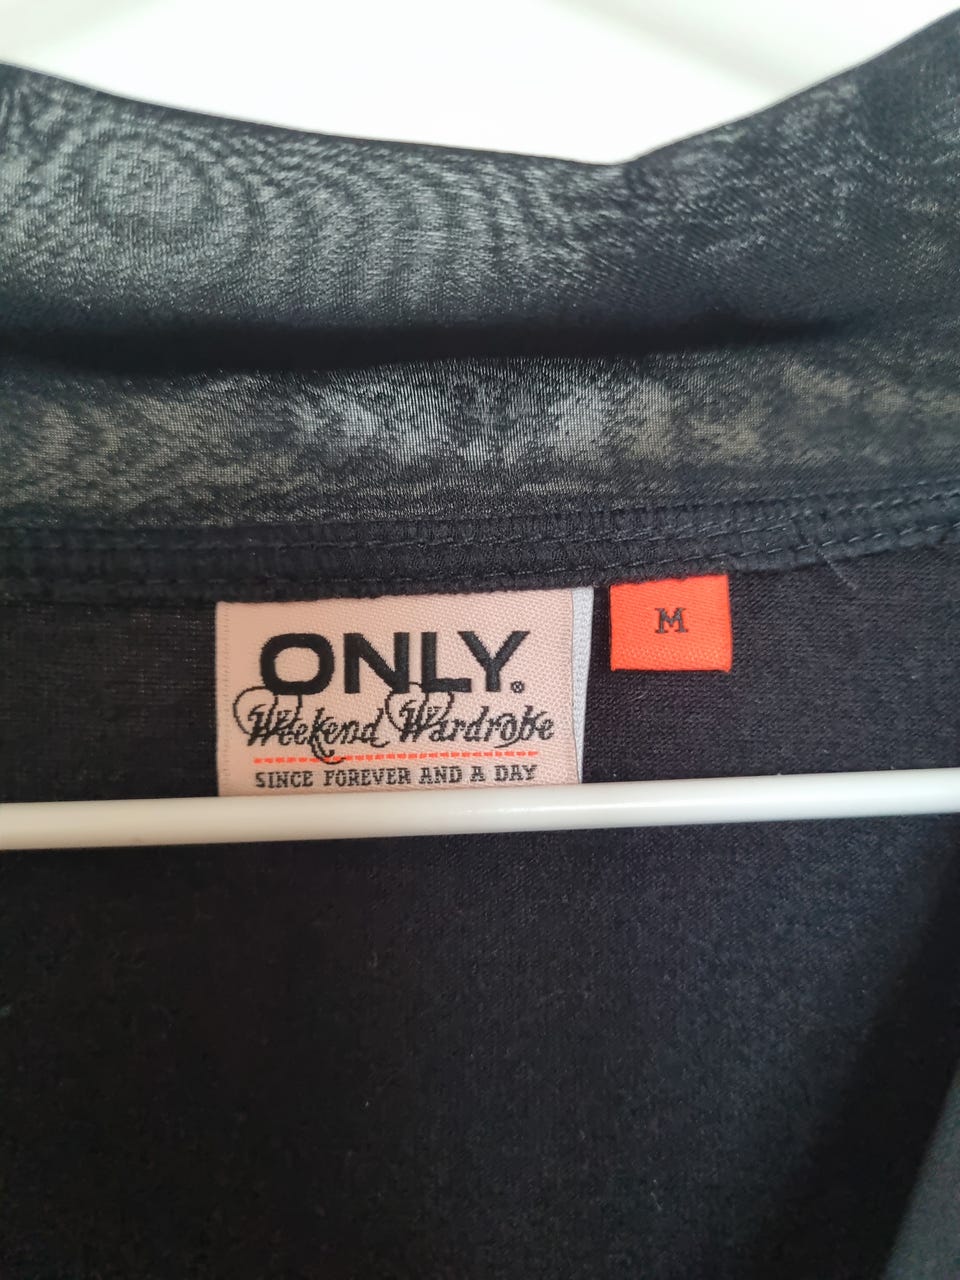 ONLY®
Weekend Wardrobe
SINCE FOREVER AND A DAY
M